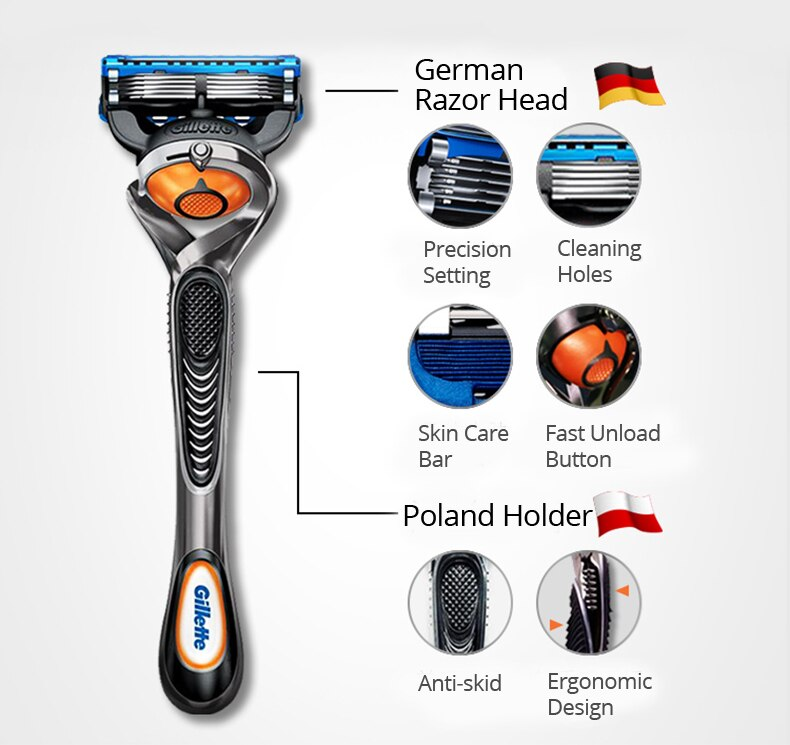 German
Razor Head
Gillette
Precision
Setting
Cleaning
Holes
Skin Care
Bar
Fast Unload
Button
Poland Holder
Gillette
Anti-skid
Ergonomic
Design